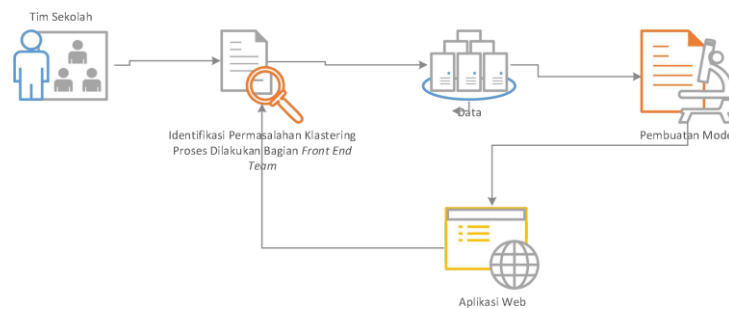 Tim Sekolah
Identifikasi Permasalahan Klastering
Proses Dilakukan Bagian Front End
Team
Data
Pembuatan Mode
Aplikasi Web